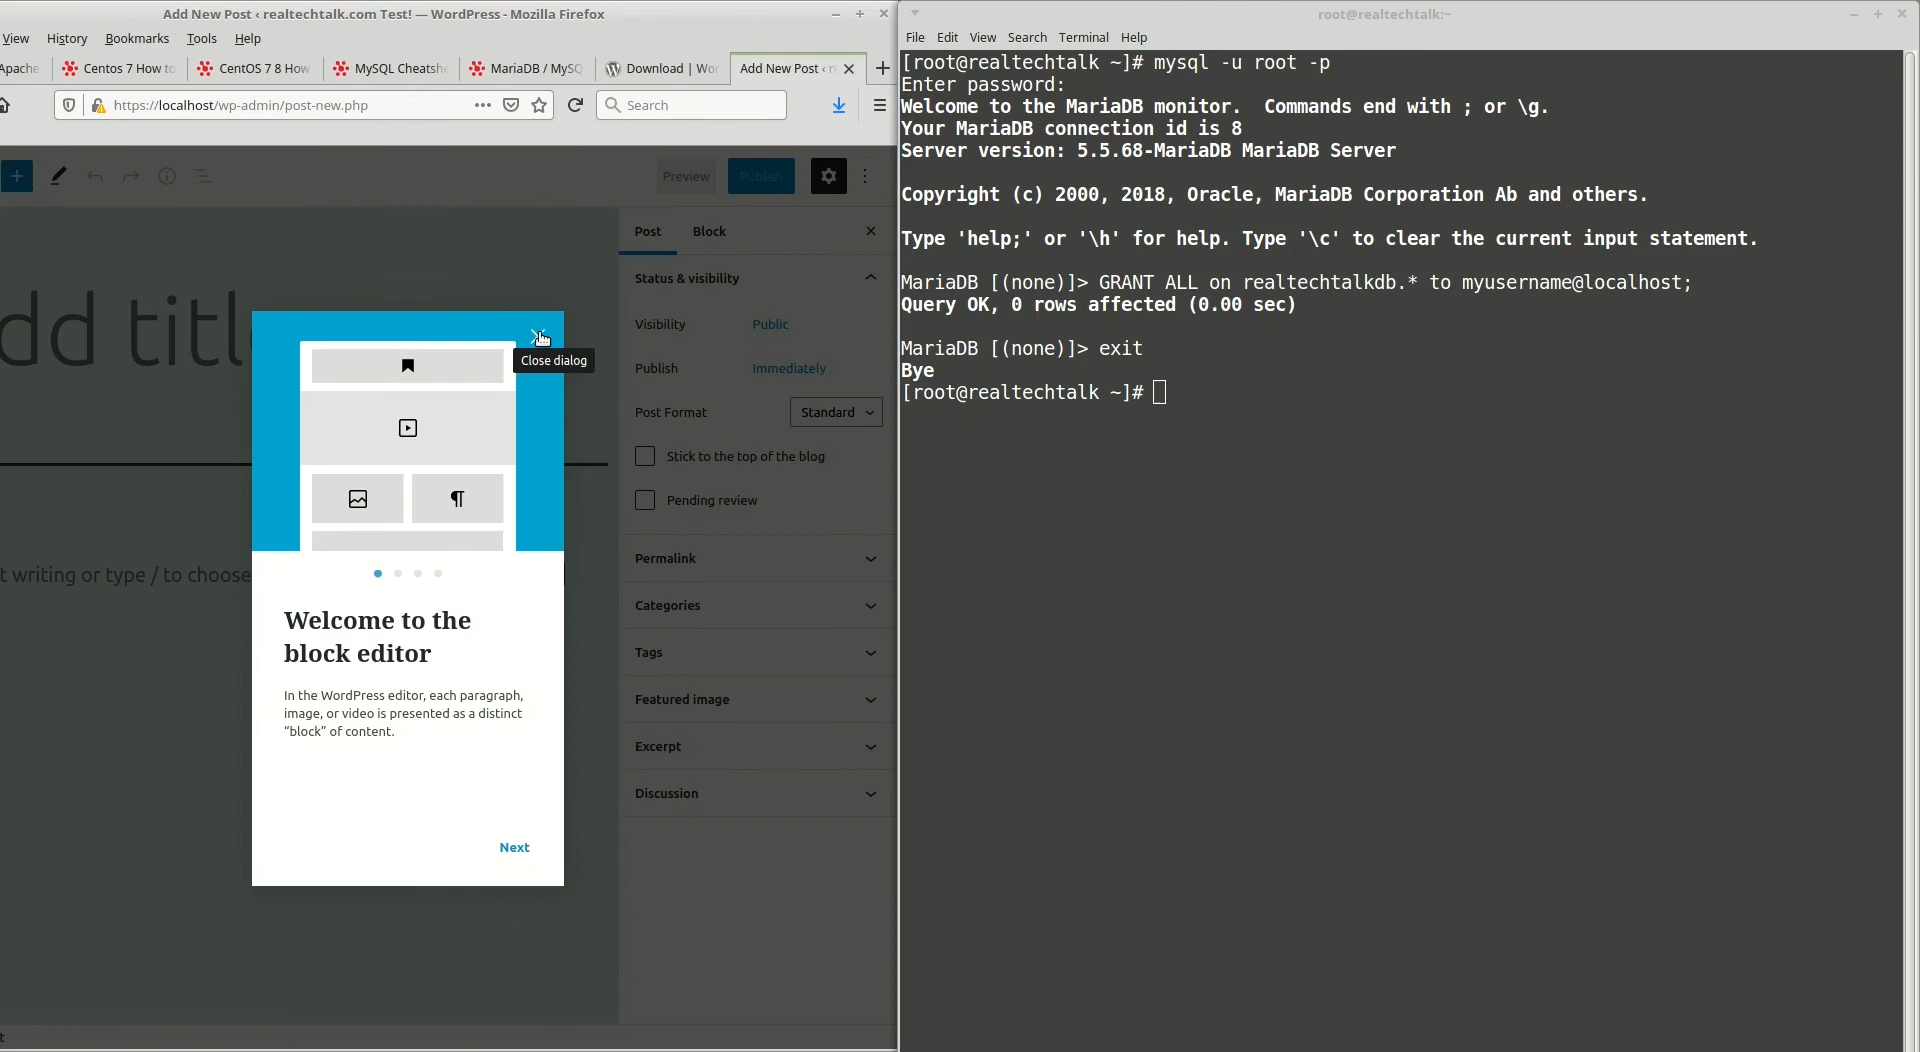 Add New Post ‹ realtechtalk.com Test! — WordPress - Mozilla Firefox
View History Bookmarks Tools Help
Apache
Centos 7 How to
CentOS 7 8 How
MySQL Cheatshe
MariaDB / MySQ
Download | Wor
Add New Post ‹ r
https://localhost/wp-admin/post-new.php
Search
Preview
Publish
Post Block
dd title
Status & visibility
Visibility Public
Publish Immediately
Post Format Standard
Stick to the top of the blog
Pending review
Permalink
Categories
Tags
Featured image
Excerpt
Discussion
t writing or type / to choose
Close dialog
Welcome to the
block editor
In the WordPress editor, each paragraph,
image, or video is presented as a distinct
“block” of content.
Next
t
root@realtechtalk:~
File Edit View Search Terminal Help
[root@realtechtalk ~]# mysql -u root -p
Enter password:
Welcome to the MariaDB monitor.  Commands end with ; or \g.
Your MariaDB connection id is 8
Server version: 5.5.68-MariaDB MariaDB Server
Copyright (c) 2000, 2018, Oracle, MariaDB Corporation Ab and others.
Type 'help;' or '\h' for help. Type '\c' to clear the current input statement.
MariaDB [(none)]> GRANT ALL on realtechtalkdb.* to myusername@localhost;
Query OK, 0 rows affected (0.00 sec)
MariaDB [(none)]> exit
Bye
[root@realtechtalk ~]#